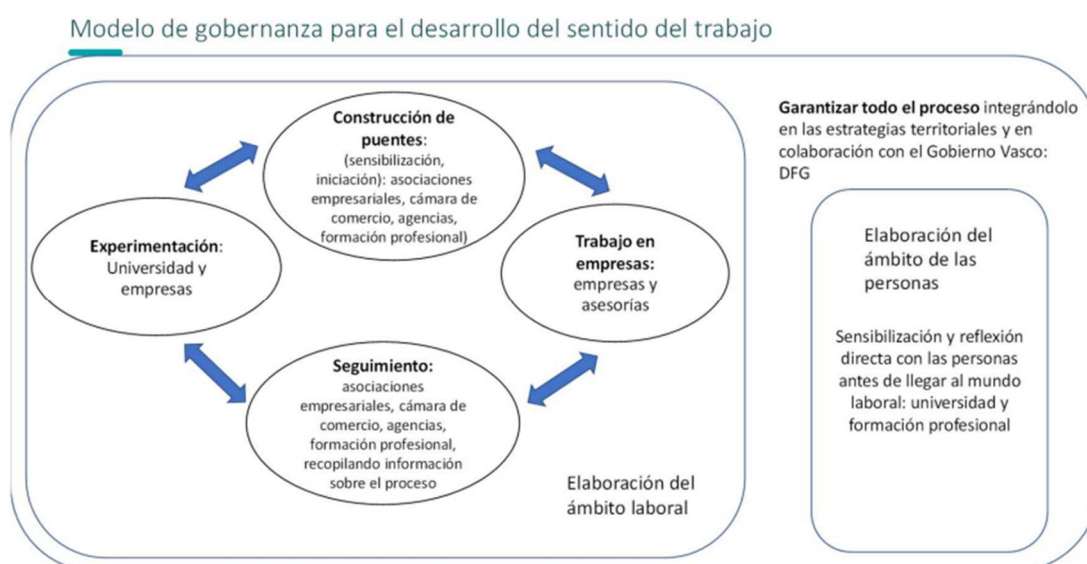 Modelo de gobernanza para el desarrollo del sentido del trabajo
Construcción de
puentes:
(sensibilización,
iniciación): asociaciones
empresariales, cámara de
comercio, agencias,
formación profesional)
Experimentación:
Universidad y
empresas
Trabajo en
empresas:
empresas y
asesorías
Seguimiento:
asociaciones
empresariales, cámara de
comercio, agencias,
formación profesional,
recopilando información
sobre el proceso
Elaboración del
ámbito laboral
Garantizar todo el proceso integrándolo
en las estrategias territoriales y en
colaboración con el Gobierno Vasco:
DFG
Elaboración del
ámbito de las
personas
Sensibilización y reflexión
directa con las personas
antes de llegar al mundo
laboral: universidad y
formación profesional